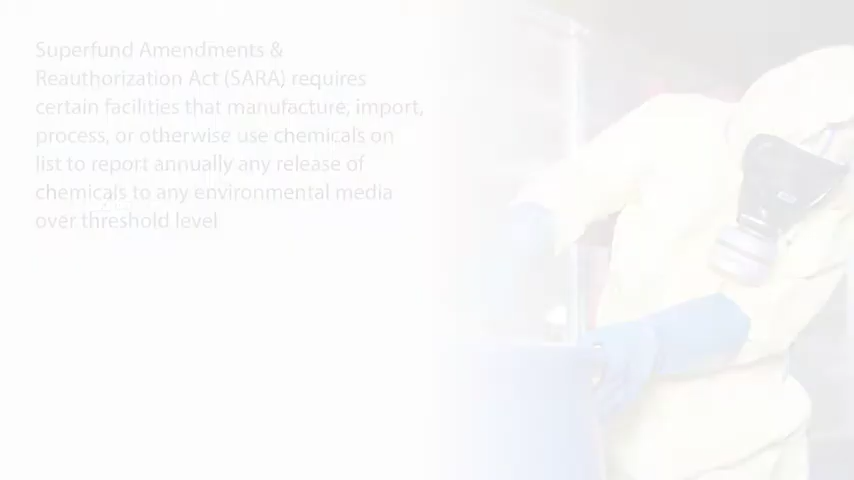 Superfund Amendments &
Reauthorization Act (SARA) requires
certain facilities that manufacture, import,
process, or otherwise use chemicals on
list to report annually any release of
chemicals to any environmental media
over threshold level